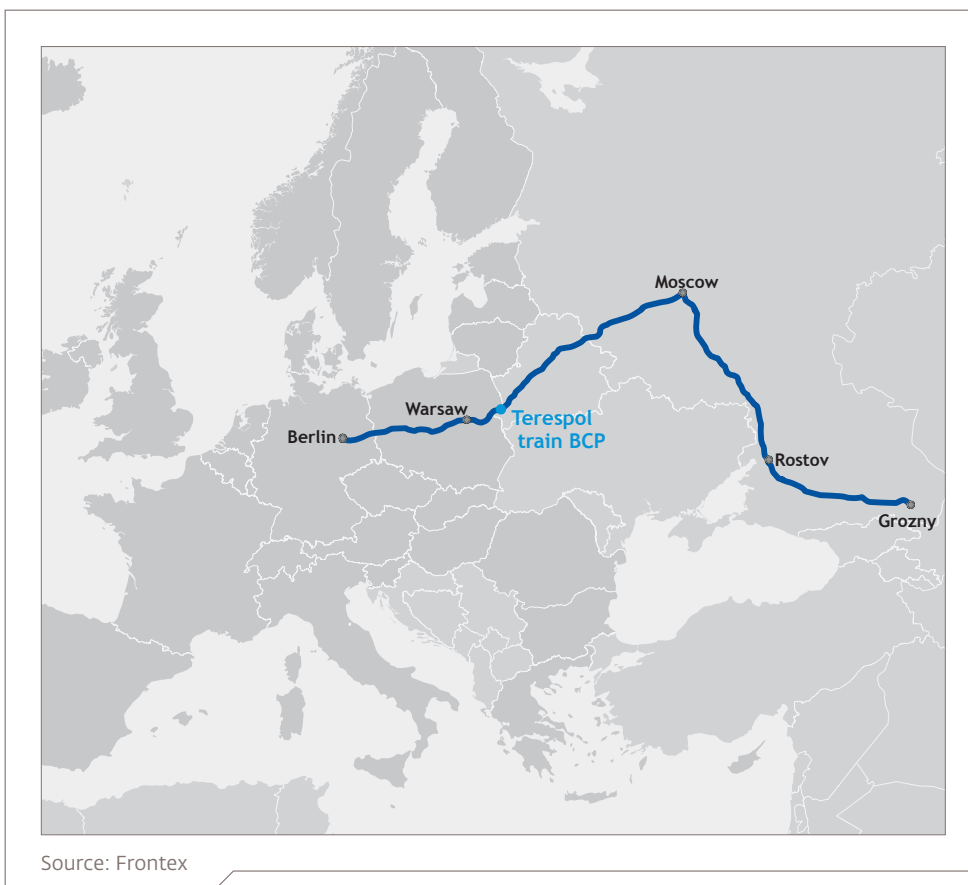 Moscow
Warsaw
Terespol
train BCP
Berlin
Rostov
Grozny
Source: Frontex